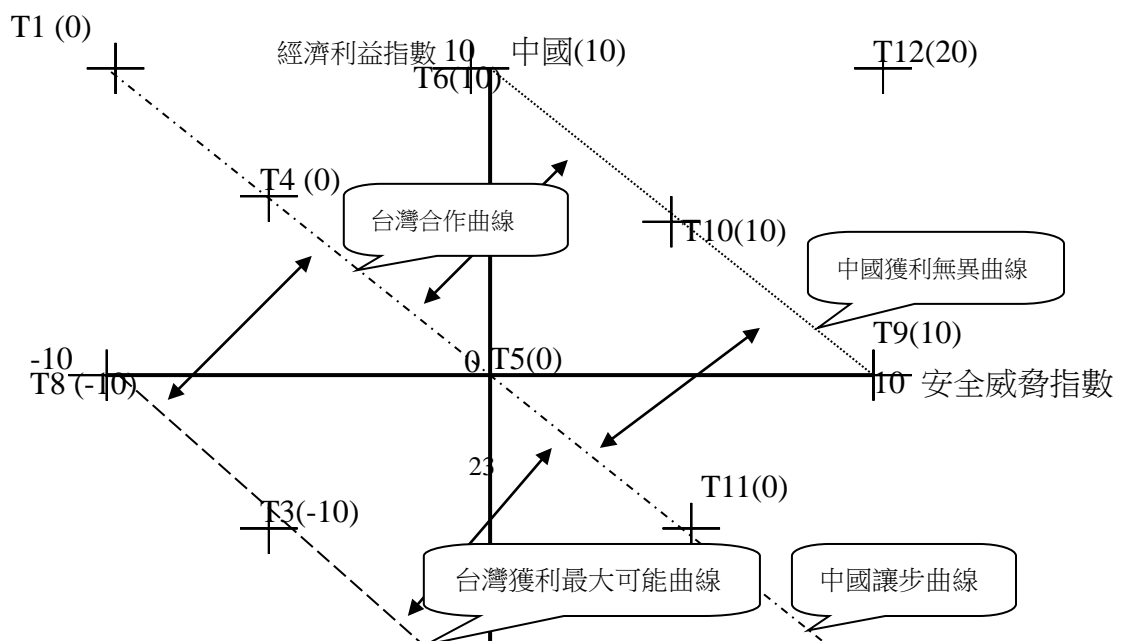 T1 (0)
經濟利益指數 10
中國(10)
T12(20)
T6(10)
T4 (0)
台灣合作曲線
T10(10)
中國獲利無異曲線
T9(10)
-10
0
T5(0)
T8 (-10)
10
安全威脅指數
23
T11(0)
T3(-10)
台灣獲利最大可能曲線
中國讓步曲線